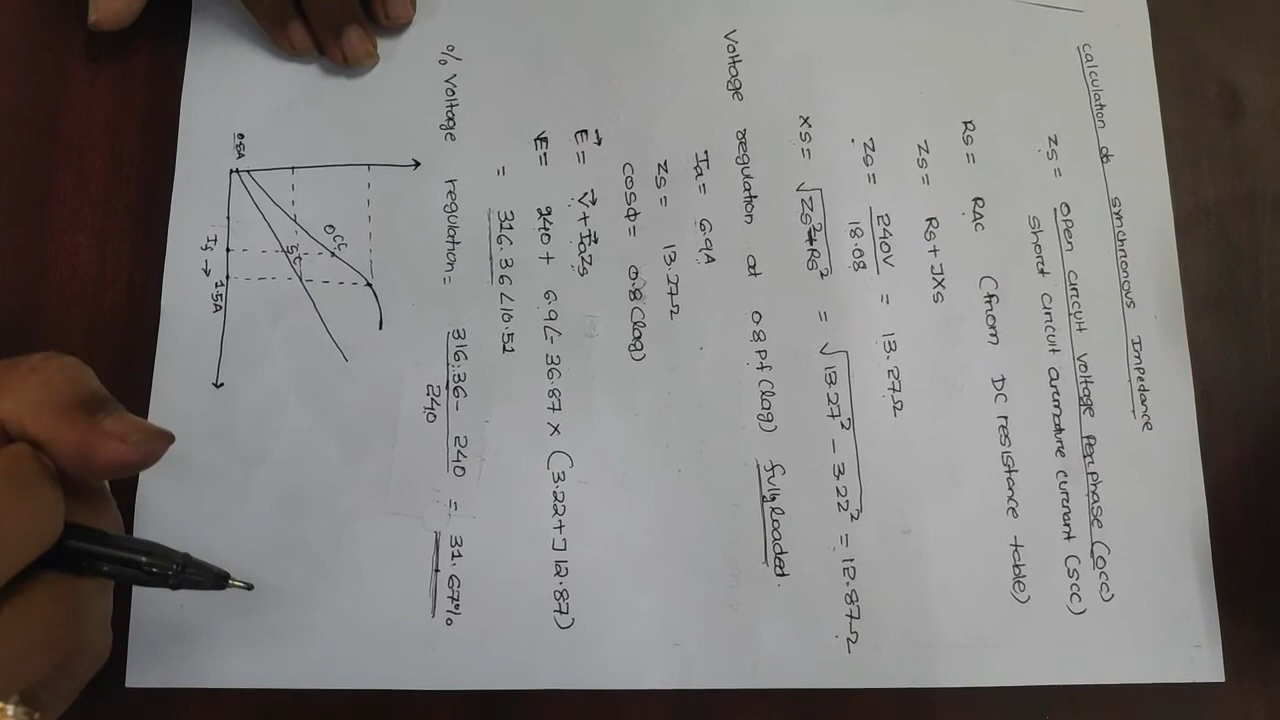 calculation of synchronous Impedance
Zs = open circuit voltage per phase (OCC)
short circuit armature current (SCC)
Rs = RAC (from DC resistance table)
Zs = Rs + JXs
Zs = 240V = 13.27Ω
18.08
Xs = √Zs²+Rs² = √13.27² - 3.22² = 12.87Ω
Voltage regulation at 08 Pf (lag) fully loaded.
Ia = 6.9A
Zs = 13.27Ω
cosΦ = 0.8 (lag)
E = V + IaZs
E = 240 + 6.9∠-36.87 × (3.22+J 12.87)
= 316.36∠10.51
% Voltage regulation = 316.36 - 240 = 31.67%
240
OCC
SC
0.5A If → 1.5A